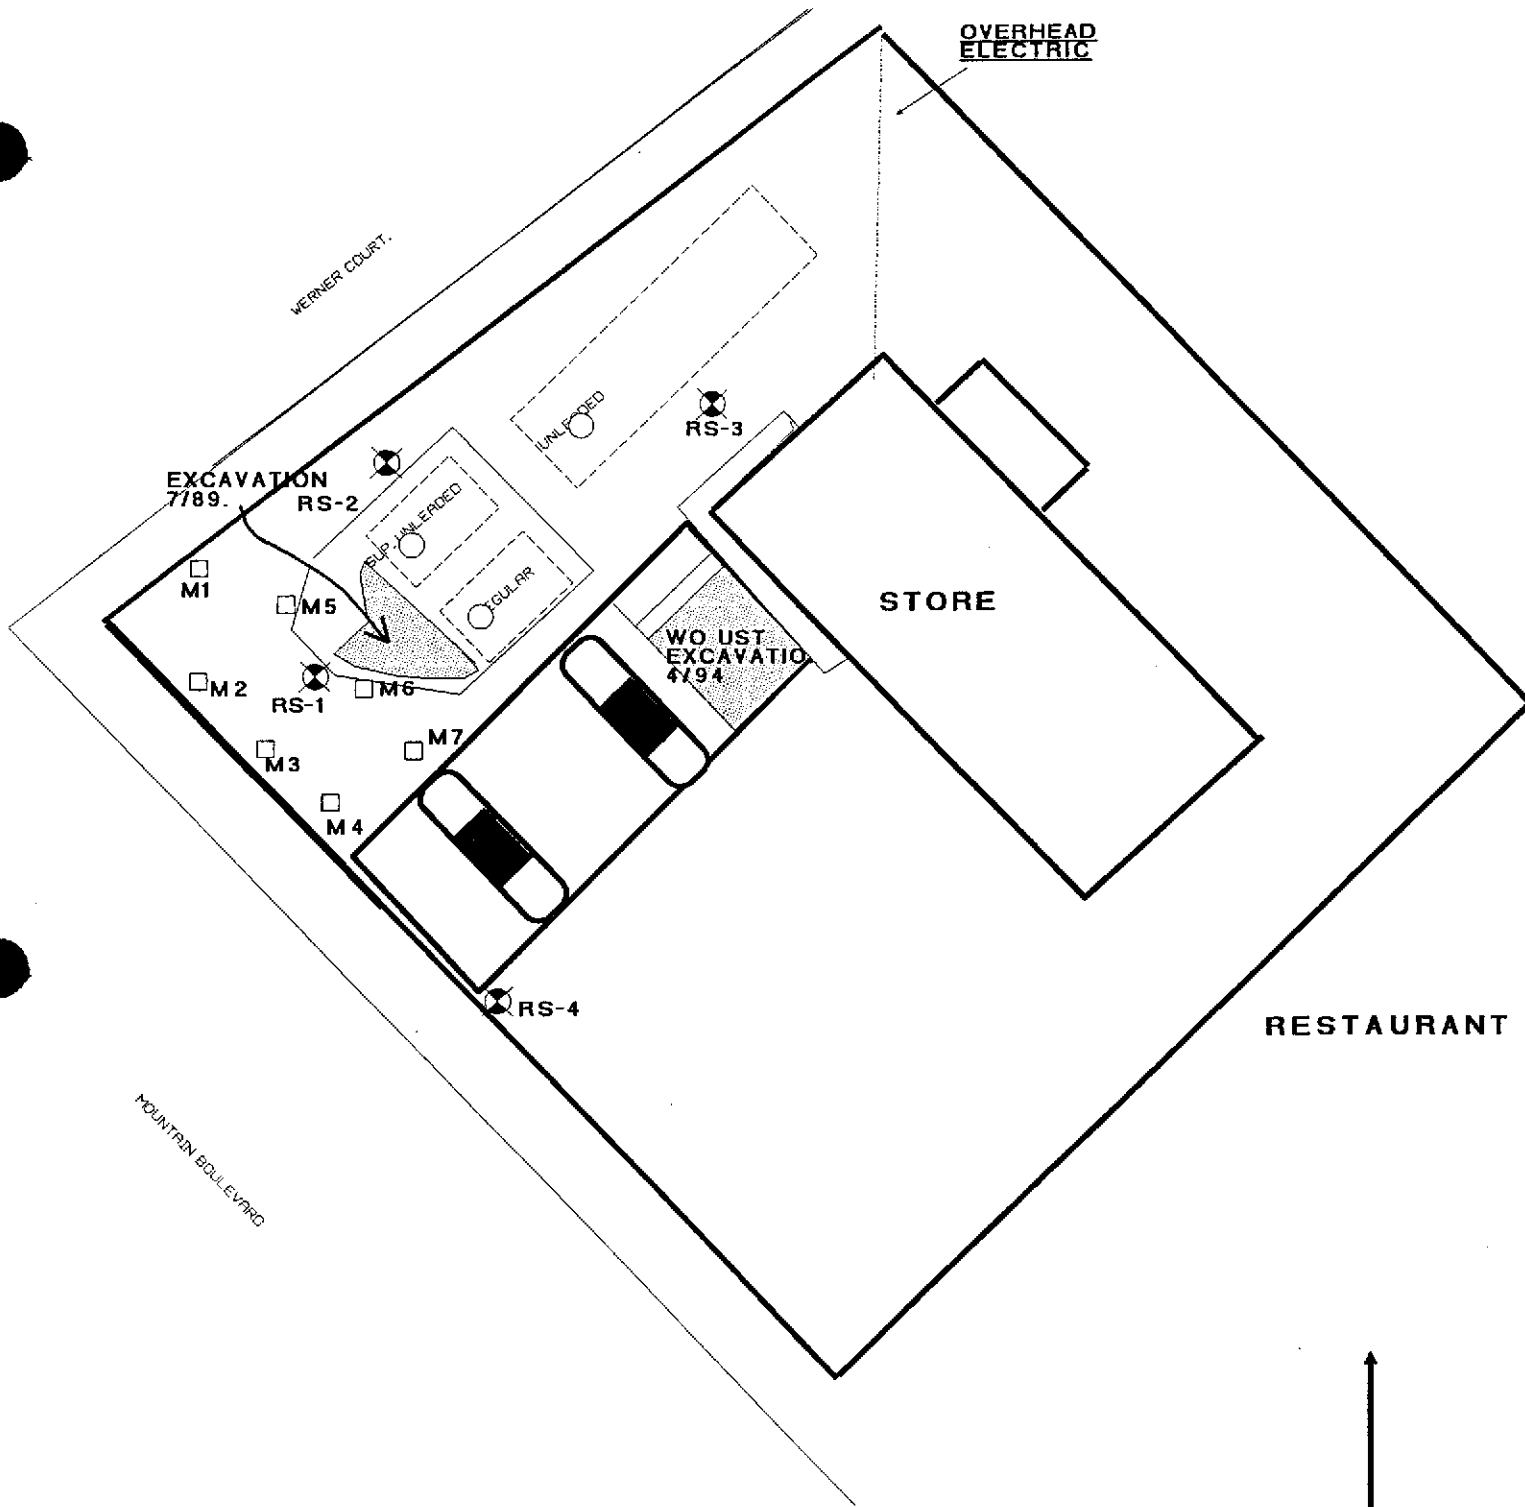 OVERHEAD
ELECTRIC
WERNER COURT.
UNLEADED
RS-3
EXCAVATION
7/89.
RS-2
SUP. UNLEADED
REGULAR
M1
M5
STORE
WO UST
EXCAVATIO
4/94
M2
RS-1
M6
M7
M3
M4
RS-4
RESTAURANT
MOUNTAIN BOULEVARD